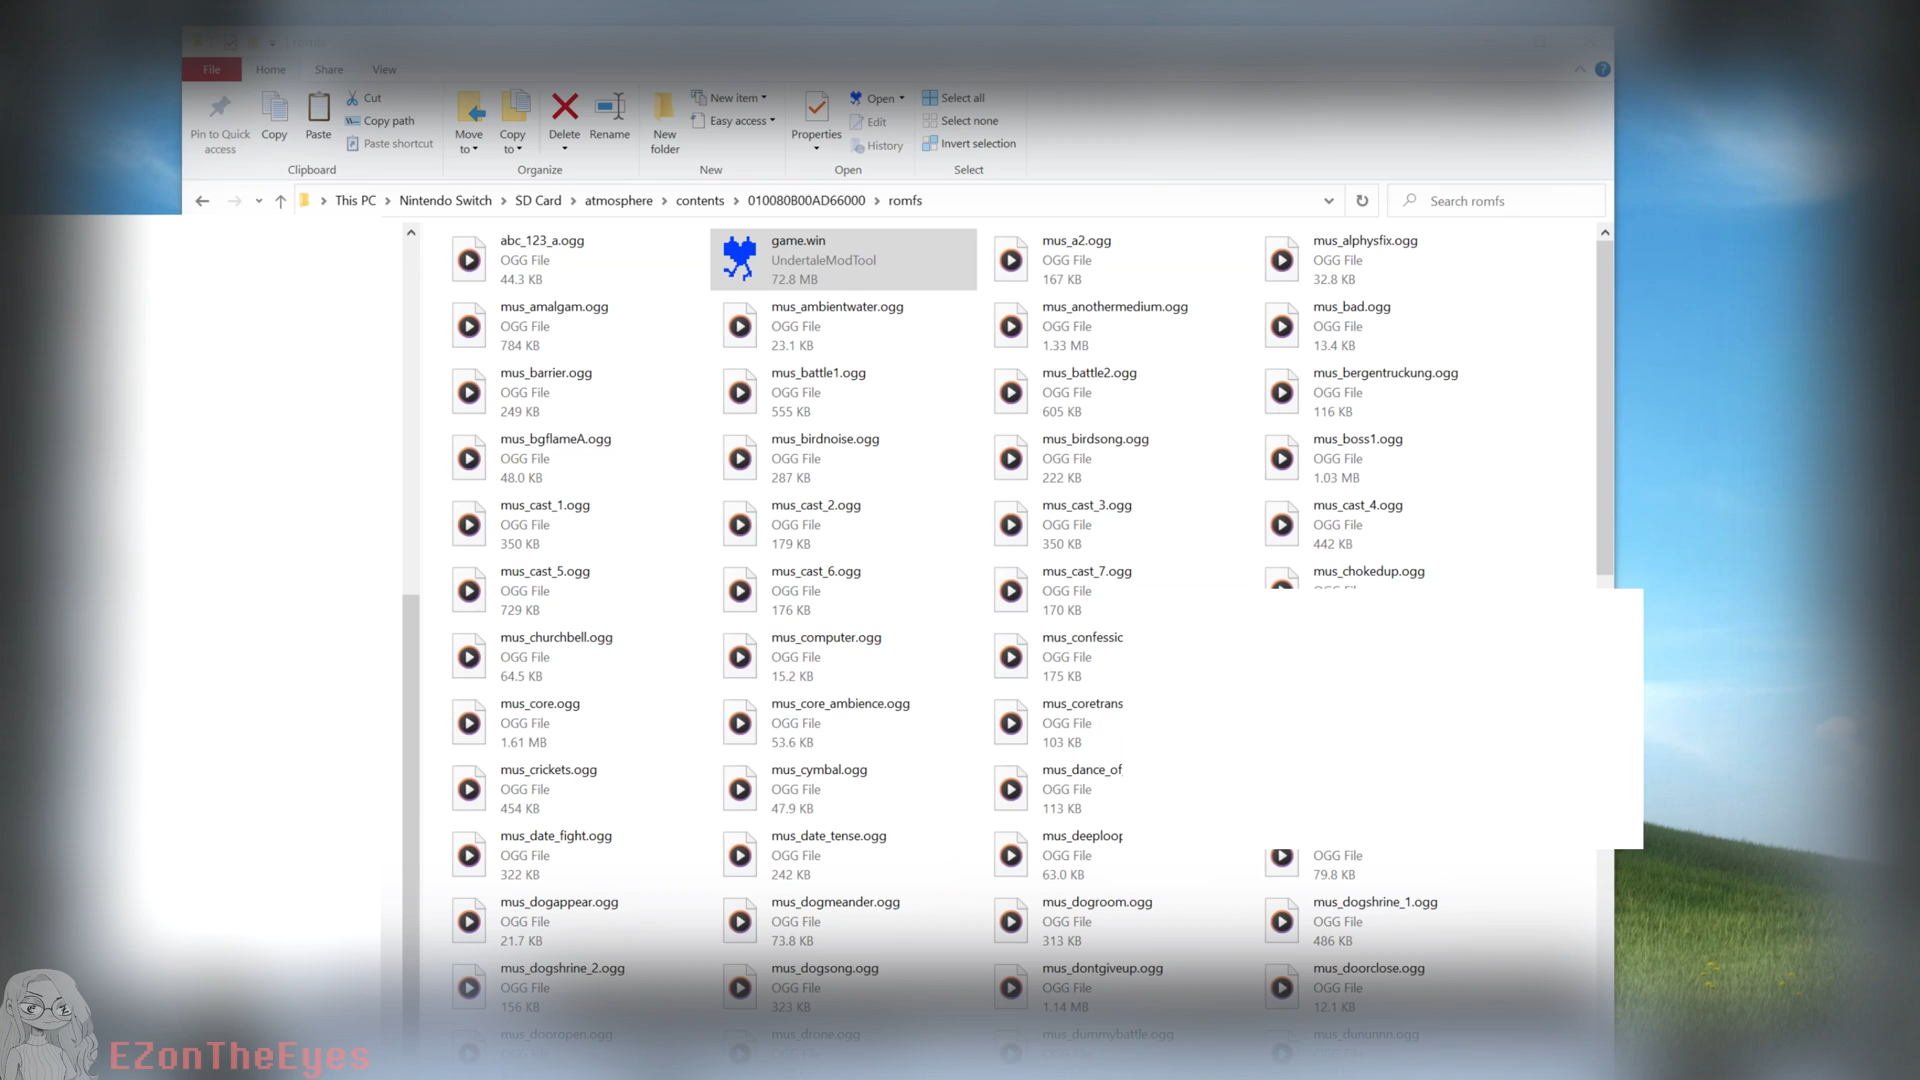 romfs
File Home Share View
Pin to Quick access
Copy
Paste
Cut
Copy path
Paste shortcut
Clipboard
Move to
Copy to
Delete
Rename
Organize
New folder
New item
Easy access
New
Properties
Open
Edit
History
Open
Select all
Select none
Invert selection
Select
This PC > Nintendo Switch > SD Card > atmosphere > contents > 010080B00AD66000 > romfs
Search romfs
abc_123_a.ogg
OGG File
44.3 KB
game.win
UndertaleModTool
72.8 MB
mus_a2.ogg
OGG File
167 KB
mus_alphysfix.ogg
OGG File
32.8 KB
mus_amalgam.ogg
OGG File
784 KB
mus_ambientwater.ogg
OGG File
23.1 KB
mus_anothermedium.ogg
OGG File
1.33 MB
mus_bad.ogg
OGG File
13.4 KB
mus_barrier.ogg
OGG File
249 KB
mus_battle1.ogg
OGG File
555 KB
mus_battle2.ogg
OGG File
605 KB
mus_bergentruckung.ogg
OGG File
116 KB
mus_bgflameA.ogg
OGG File
48.0 KB
mus_birdnoise.ogg
OGG File
287 KB
mus_birdsong.ogg
OGG File
222 KB
mus_boss1.ogg
OGG File
1.03 MB
mus_cast_1.ogg
OGG File
350 KB
mus_cast_2.ogg
OGG File
179 KB
mus_cast_3.ogg
OGG File
350 KB
mus_cast_4.ogg
OGG File
442 KB
mus_cast_5.ogg
OGG File
729 KB
mus_cast_6.ogg
OGG File
176 KB
mus_cast_7.ogg
OGG File
170 KB
mus_chokedup.ogg
mus_churchbell.ogg
OGG File
64.5 KB
mus_computer.ogg
OGG File
15.2 KB
mus_confessic
OGG File
175 KB
mus_core.ogg
OGG File
1.61 MB
mus_core_ambience.ogg
OGG File
53.6 KB
mus_coretrans
OGG File
103 KB
mus_crickets.ogg
OGG File
454 KB
mus_cymbal.ogg
OGG File
47.9 KB
mus_dance_of
OGG File
113 KB
mus_date_fight.ogg
OGG File
322 KB
mus_date_tense.ogg
OGG File
242 KB
mus_deeploop
OGG File
63.0 KB
OGG File
79.8 KB
mus_dogappear.ogg
OGG File
21.7 KB
mus_dogmeander.ogg
OGG File
73.8 KB
mus_dogroom.ogg
OGG File
313 KB
mus_dogshrine_1.ogg
OGG File
486 KB
mus_dogshrine_2.ogg
OGG File
156 KB
mus_dogsong.ogg
OGG File
323 KB
mus_dontgiveup.ogg
OGG File
1.14 MB
mus_doorclose.ogg
OGG File
12.1 KB
mus_dooropen.ogg
mus_drone.ogg
mus_dummybattle.ogg
mus_dununnn.ogg
EZonTheEyes